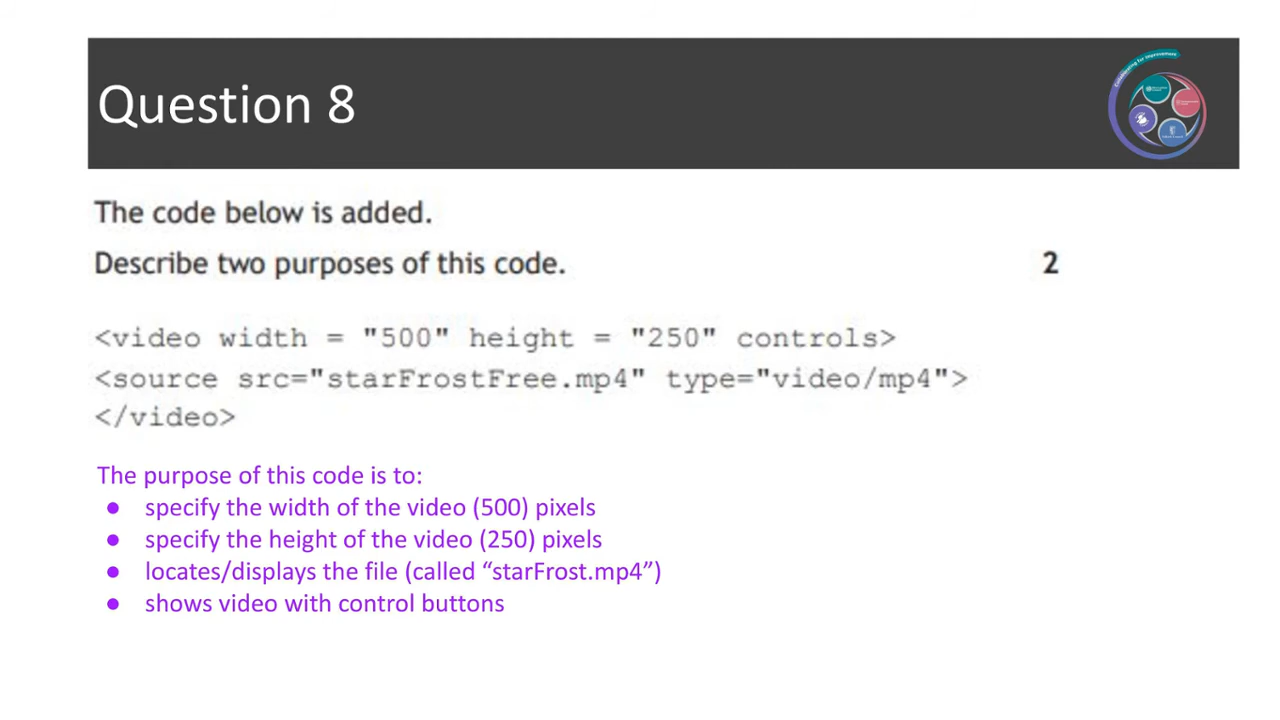 Question 8
Collaborating for Improvement
The code below is added.
Describe two purposes of this code. 2
<video width = "500" height = "250" controls>
<source src="starFrostFree.mp4" type="video/mp4">
</video>
The purpose of this code is to:
● specify the width of the video (500) pixels
● specify the height of the video (250) pixels
● locates/displays the file (called “starFrost.mp4”)
● shows video with control buttons